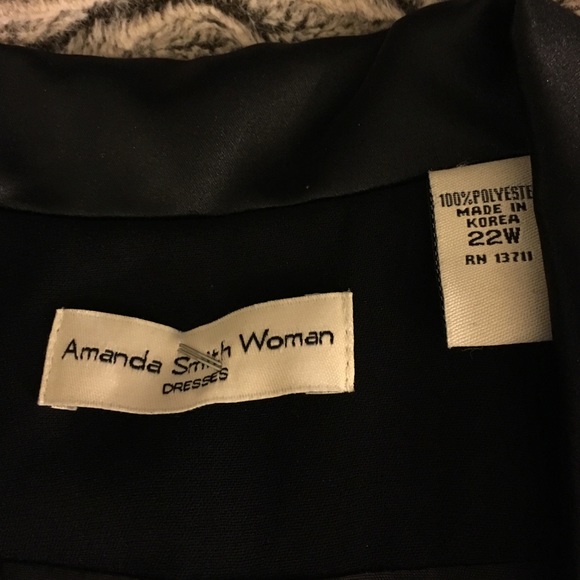 100% POLYESTE
MADE IN
KOREA
22W
RN 13711
Amanda Smith Woman
DRESSES